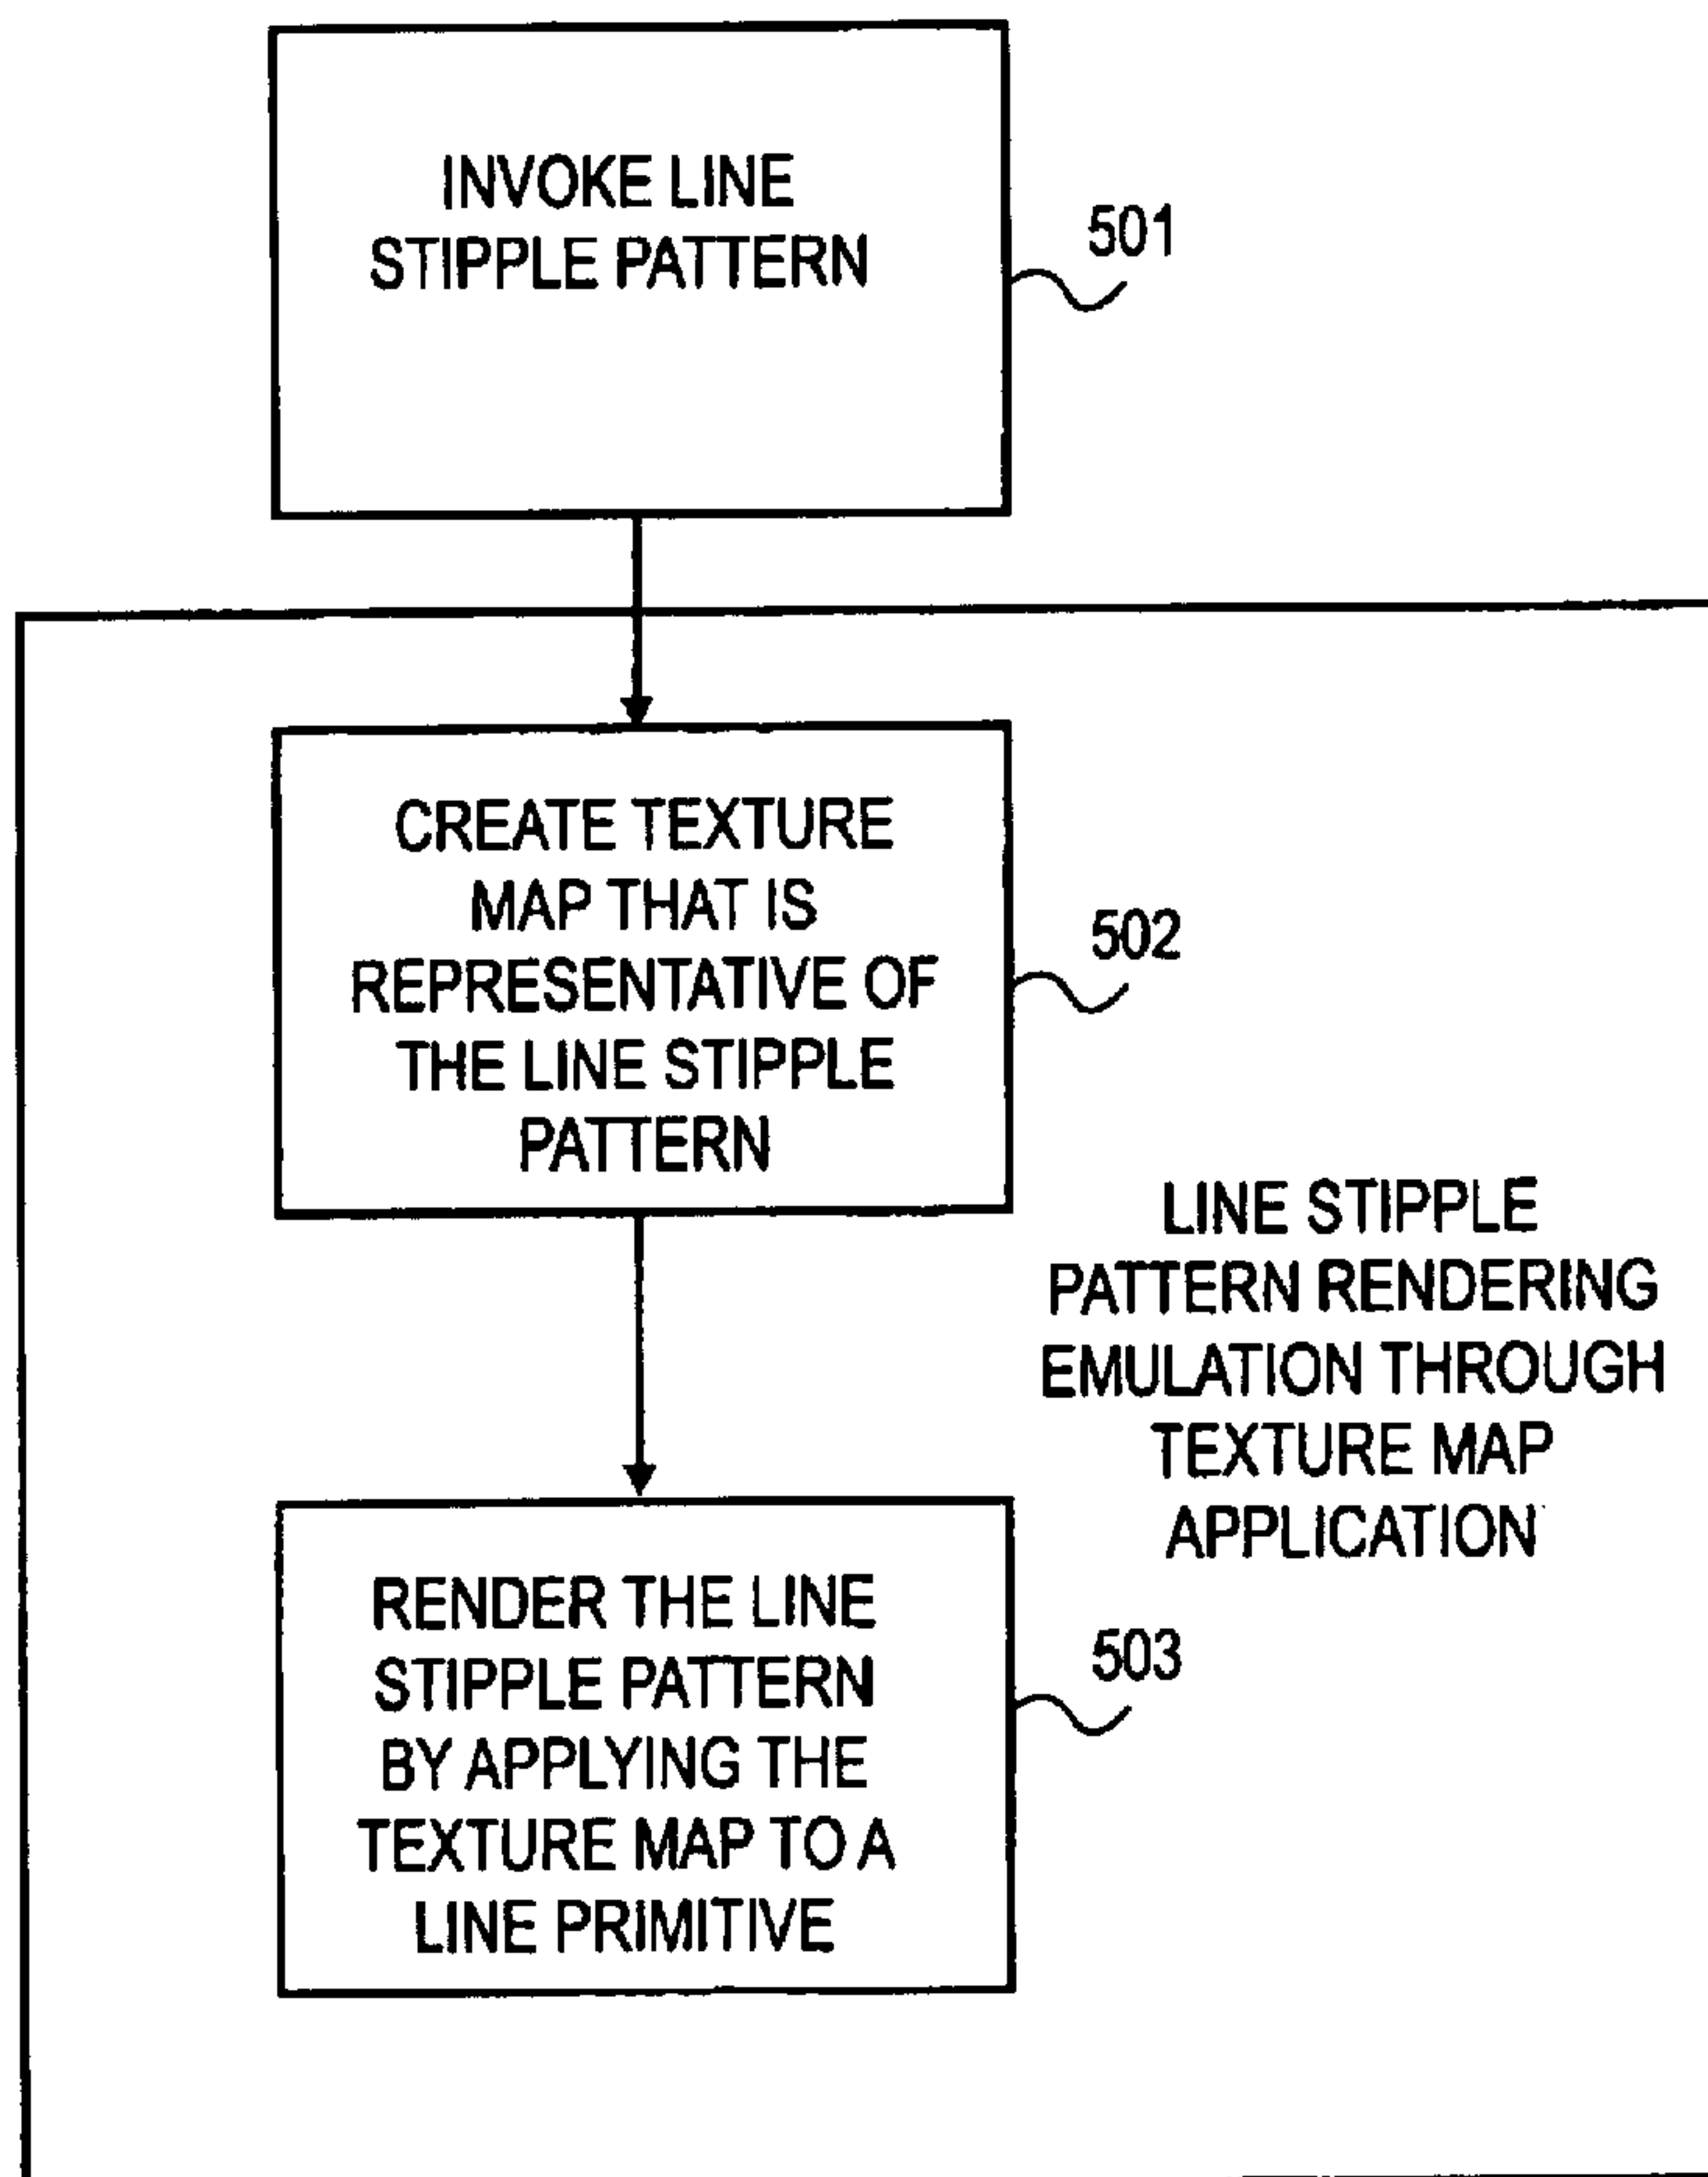 INVOKE LINE
STIPPLE PATTERN
501
CREATE TEXTURE
MAP THAT IS
REPRESENTATIVE OF
THE LINE STIPPLE
PATTERN
502
LINE STIPPLE
PATTERN RENDERING
EMULATION THROUGH
TEXTURE MAP
APPLICATION
RENDER THE LINE
STIPPLE PATTERN
BY APPLYING THE
TEXTURE MAP TO A
LINE PRIMITIVE
503